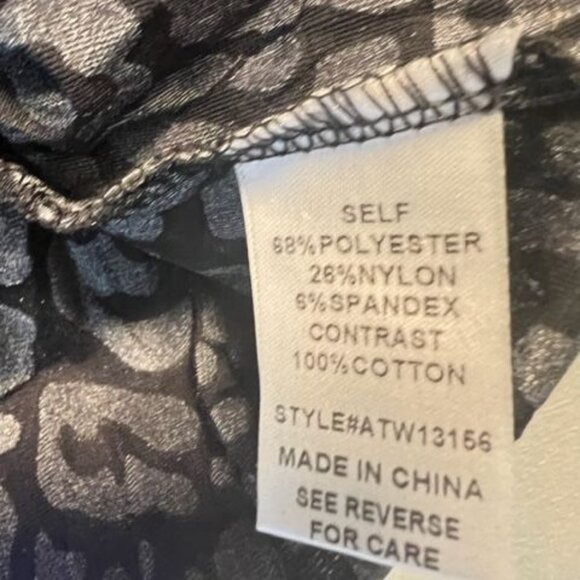 SELF
68%POLYESTER
26%NYLON
6%SPANDEX
CONTRAST
100%COTTON
STYLE#ATW13156
MADE IN CHINA
SEE REVERSE
FOR CARE